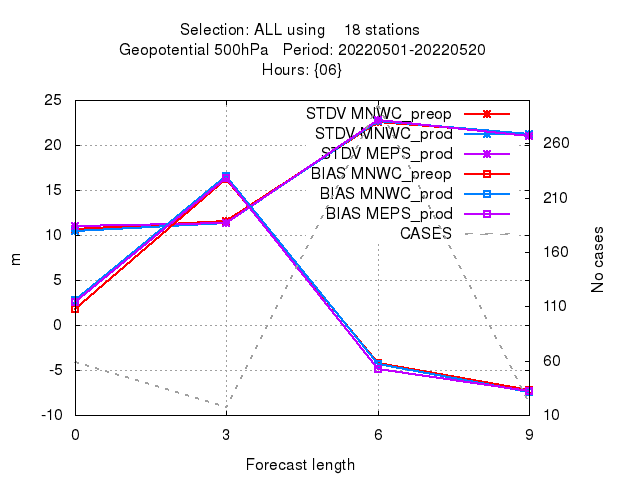 Selection: ALL using 18 stations
Geopotential 500hPa Period: 20220501-20220520
Hours: {06}
25
20
15
10
5
0
-5
-10
m
STDV MNWC_preop
STDV MNWC_prod
STDV MEPS_prod
BIAS MNWC_preop
BIAS MNWC_prod
BIAS MEPS_prod
CASES
260
210
160
110
60
10
No cases
0 3 6 9
Forecast length